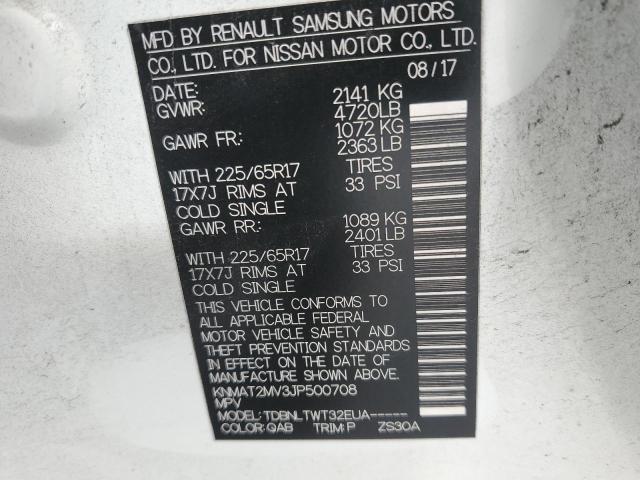 MFD BY RENAULT SAMSUNG MOTORS
CO., LTD. FOR NISSAN MOTOR CO., LTD.
08/17
DATE:
GVWR: 2141 KG
4720LB
GAWR FR: 1072 KG
2363LB
WITH 225/65R17 TIRES
17X7J RIMS AT 33 PSI
COLD SINGLE
GAWR RR: 1089 KG
2401LB
WITH 225/65R17 TIRES
17X7J RIMS AT 33 PSI
COLD SINGLE
THIS VEHICLE CONFORMS TO
ALL APPLICABLE FEDERAL
MOTOR VEHICLE SAFETY AND
THEFT PREVENTION STANDARDS
IN EFFECT ON THE DATE OF
MANUFACTURE SHOWN ABOVE.
KNMAT2MV3JP500708
MPV
MODEL: TDBNLTWT32EUA-----
COLOR: QAB TRIM: P ZS30A